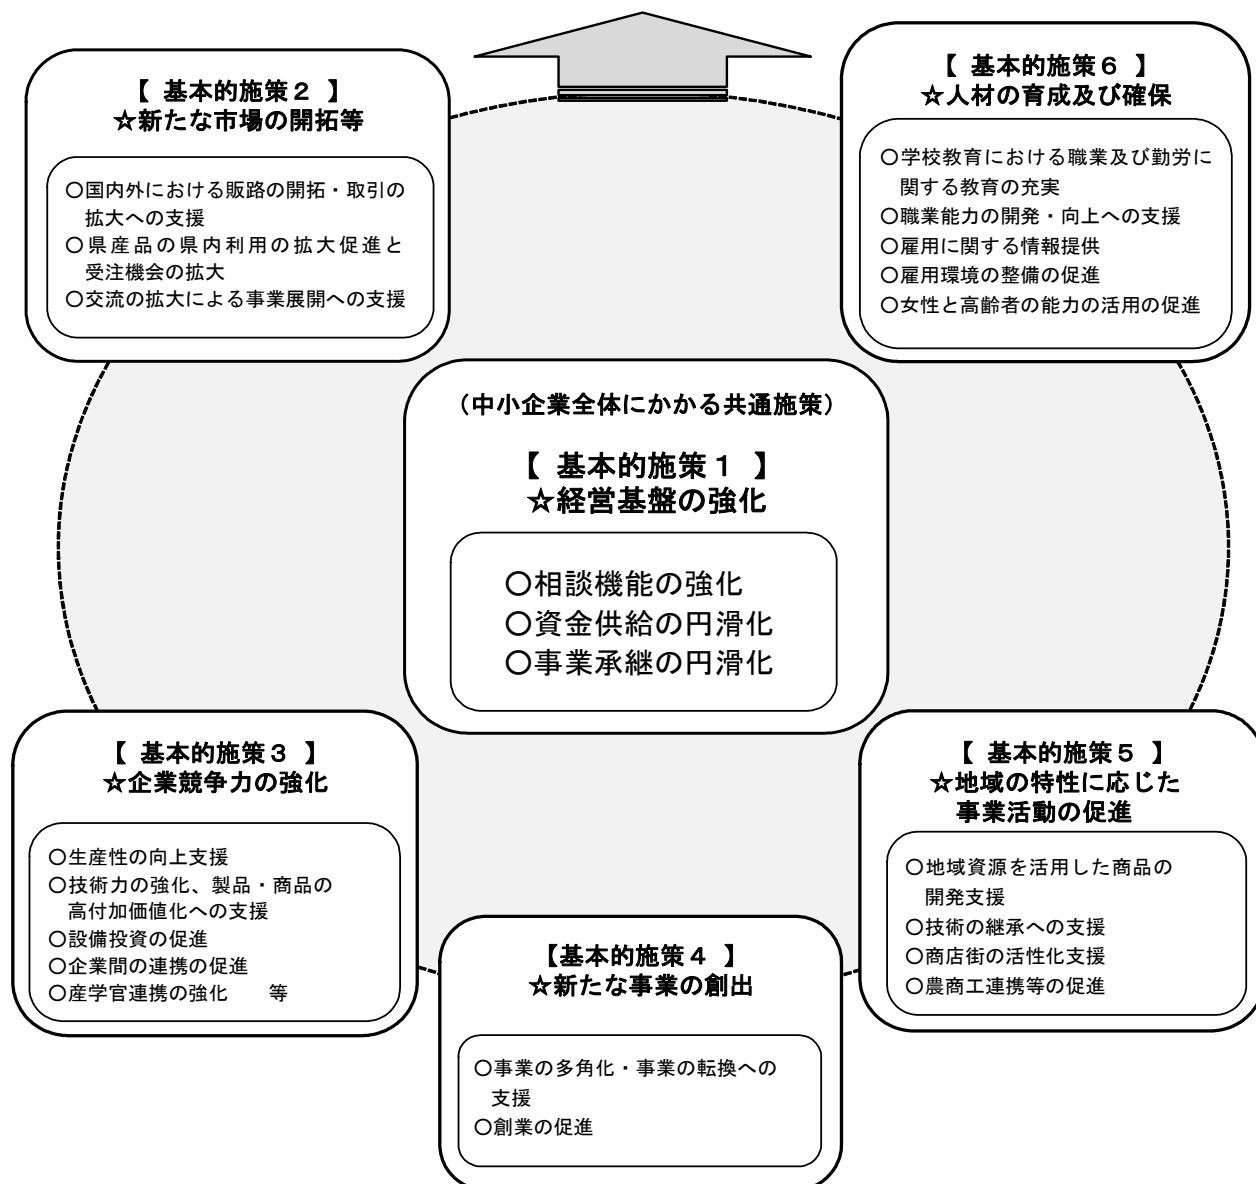 【 基本的施策２ 】
☆新たな市場の開拓等
○国内外における販路の開拓・取引の
拡大への支援
○県産品の県内利用の拡大促進と
受注機会の拡大
○交流の拡大による事業展開への支援
【 基本的施策６ 】
☆人材の育成及び確保
○学校教育における職業及び勤労に
関する教育の充実
○職業能力の開発・向上への支援
○雇用に関する情報提供
○雇用環境の整備の促進
○女性と高齢者の能力の活用の促進
（中小企業全体にかかる共通施策）
【 基本的施策１ 】
☆経営基盤の強化
○相談機能の強化
○資金供給の円滑化
○事業承継の円滑化
【 基本的施策３ 】
☆企業競争力の強化
○生産性の向上支援
○技術力の強化、製品・商品の
高付加価値化への支援
○設備投資の促進
○企業間の連携の促進
○産学官連携の強化　　等
【基本的施策４ 】
☆新たな事業の創出
○事業の多角化・事業の転換への
支援
○創業の促進
【 基本的施策５ 】
☆地域の特性に応じた
事業活動の促進
○地域資源を活用した商品の
開発支援
○技術の継承への支援
○商店街の活性化支援
○農商工連携等の促進